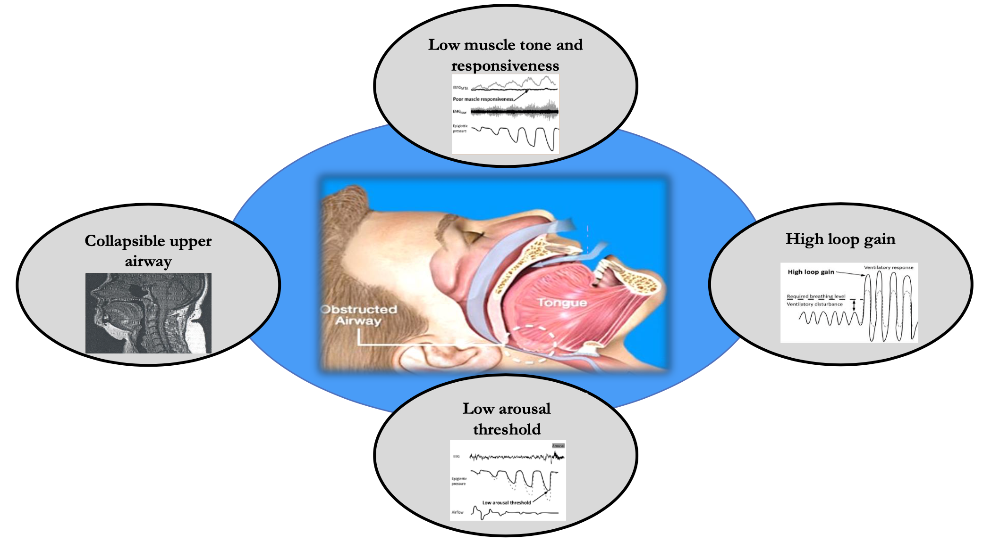 Low muscle tone and
responsiveness
EMGMTA
Poor muscle responsiveness
EMGraw
Epiglottic
pressure
Collapsible upper
airway
Obstructed
Airway
Tongue
High loop gain
Ventilatory response
High loop gain
Required breathing level
Ventilatory disturbance
Low arousal
threshold
Arousal
EEG
Epiglottic
pressure
Low arousal threshold
Airflow